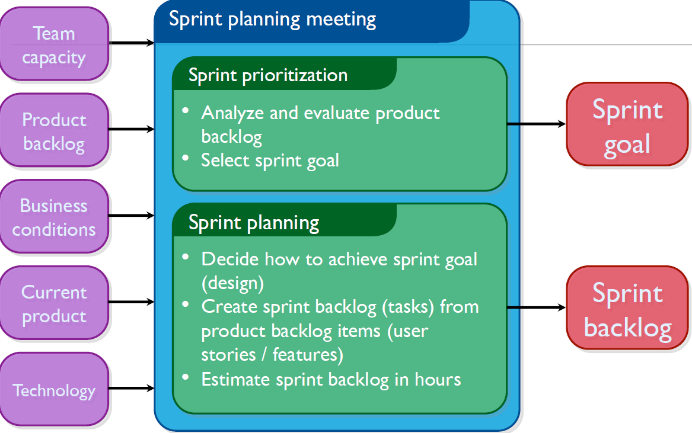 Sprint planning meeting
Team
capacity
Product
backlog
Business
conditions
Current
product
Technology
Sprint prioritization
• Analyze and evaluate product
backlog
• Select sprint goal
Sprint planning
• Decide how to achieve sprint goal
(design)
• Create sprint backlog (tasks) from
product backlog items (user
stories / features)
• Estimate sprint backlog in hours
Sprint
goal
Sprint
backlog